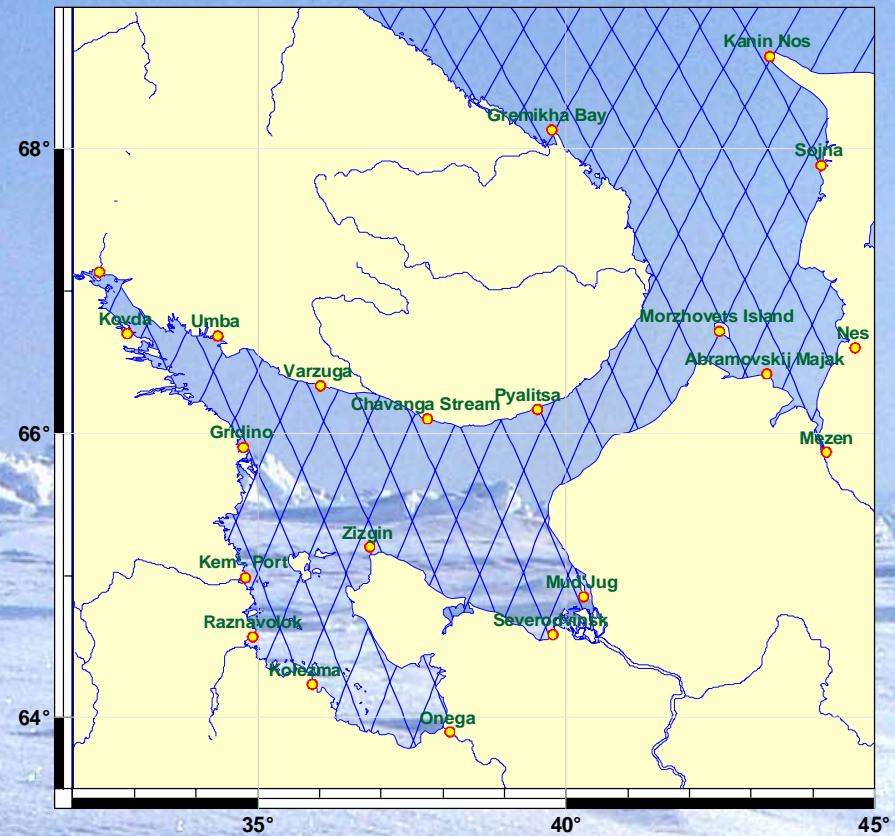 Kanin Nos
Gremikha Bay
68°
Sojna
Morzhovets Island
Kovda
Umba
Nes
Abramovskij Majak
Varzuga
Pyalitsa
Chavanga Stream
66°
Gridino
Mezen
Zizgin
Kem - Port
Mud'Jug
Raznavolok
Severodvinsk
Kolezma
64°
Onega
35°
40°
45°